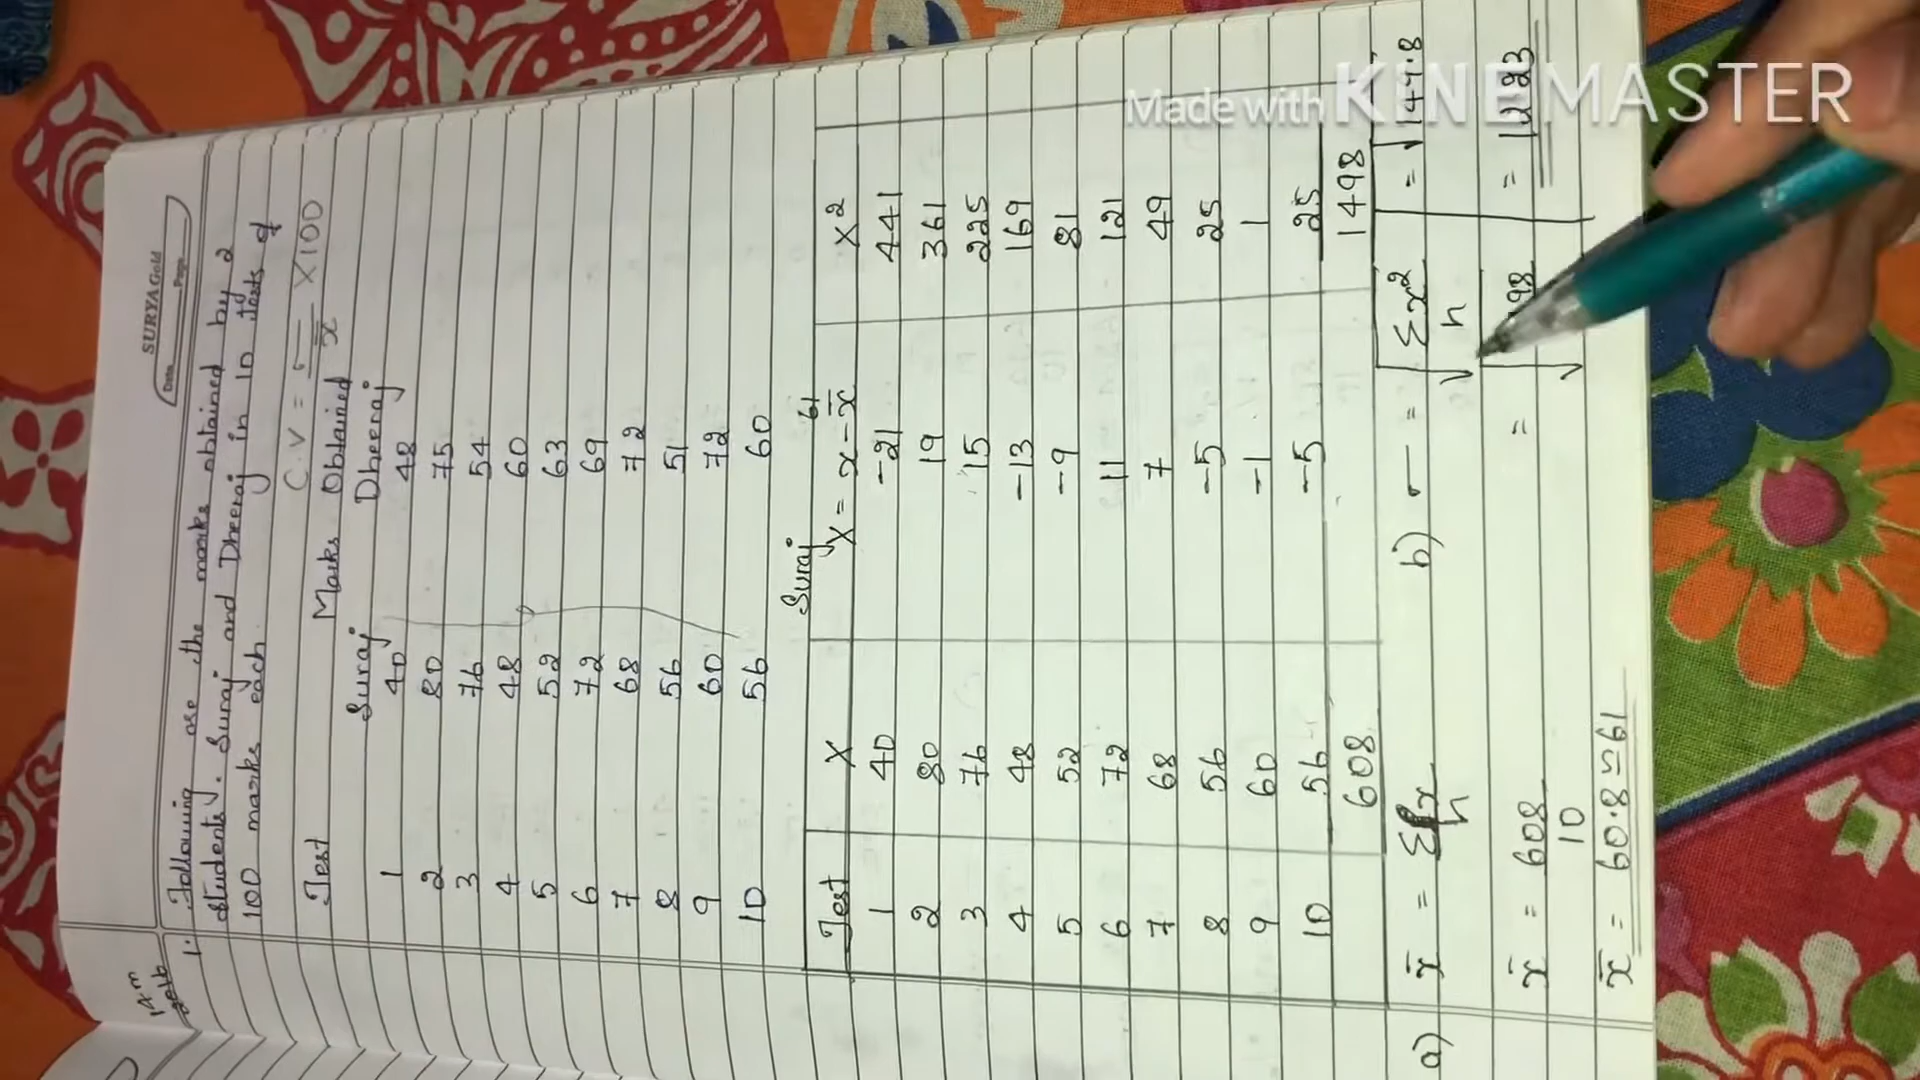 SURYA Gold
Date Page
14m
1. Following are the marks obtained by 2
students. Suraj and Dheeraj in 10 tests of
100 marks each.
C.V = σ/x̄ X100
Test Marks Obtained
Suraj Dheeraj
1 40 48
2 80 75
3 76 54
4 48 60
5 52 63
6 72 69
7 68 72
8 56 51
9 60 72
10 56 60
Suraj 61
Test X X = x-x̄ X²
1 40 -21 441
2 80 19 361
3 76 15 225
4 48 -13 169
5 52 -9 81
6 72 11 121
7 68 7 49
8 56 -5 25
9 60 -1 1
10 56 -5 25
608 1498
a) x̄ = Σx/n b) σ = √Σx²/n = √149.8
x̄ = 608/10 =
x̄ = 60.8≈61
Made with KINEMASTER